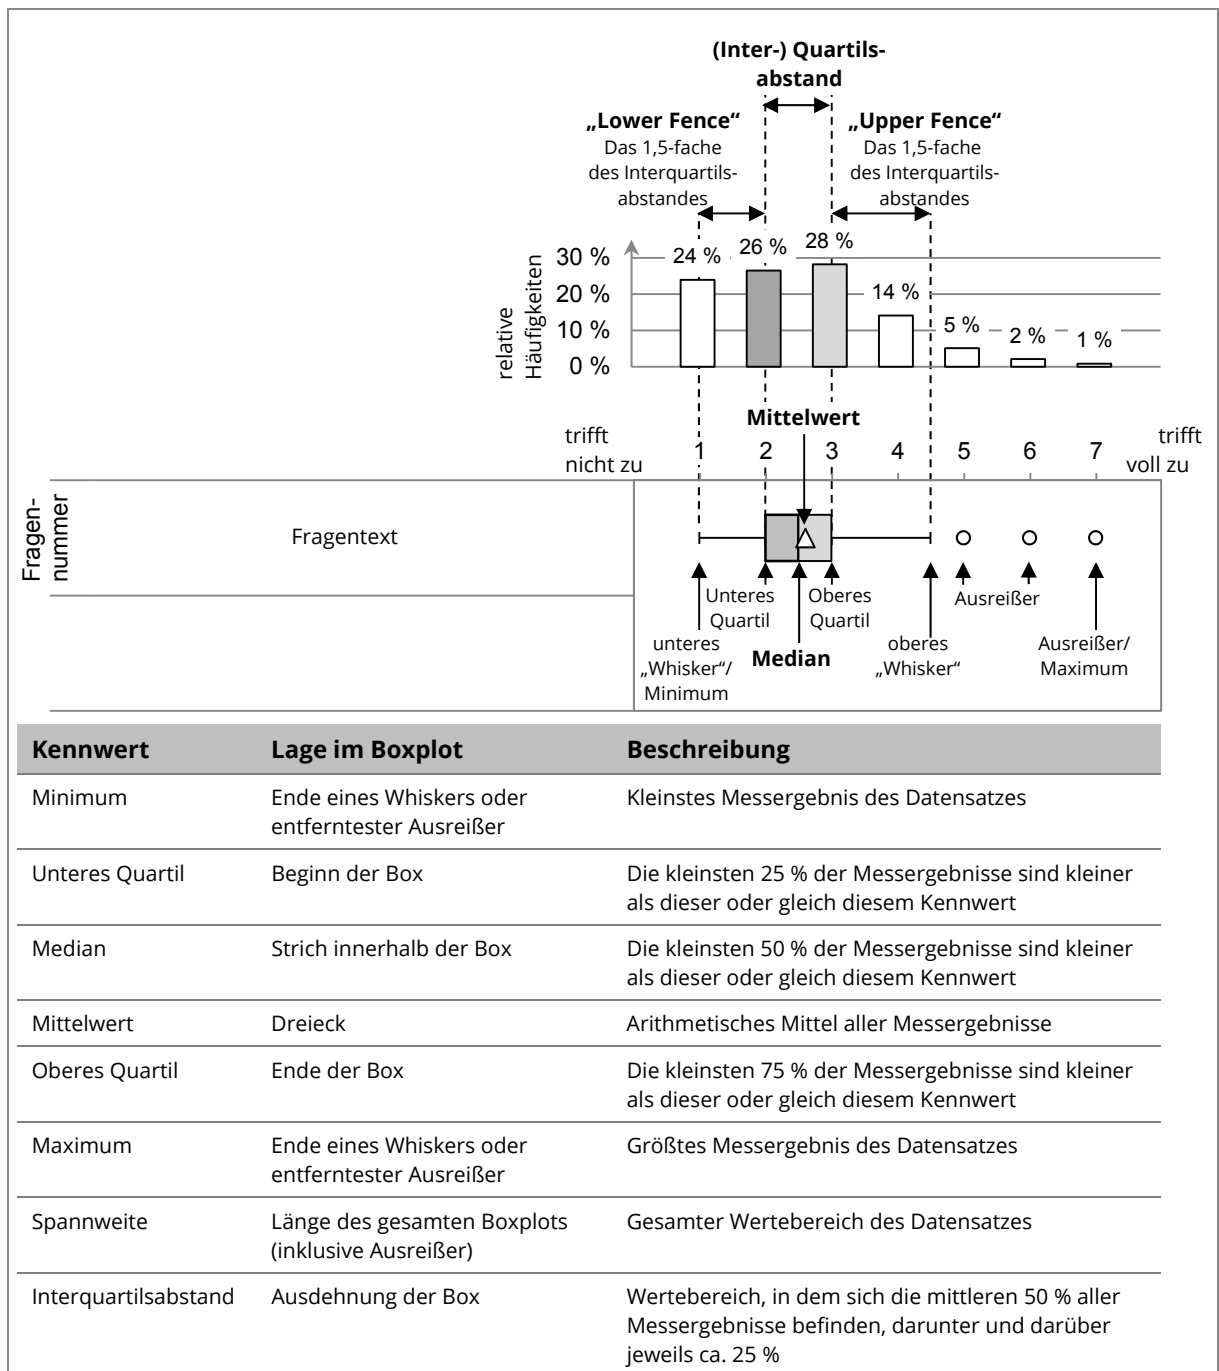 (Inter-) Quartils-
abstand
„Lower Fence“
Das 1,5-fache
des Interquartils-
abstandes
„Upper Fence“
Das 1,5-fache
des Interquartils-
abstandes
relative
Häufigkeiten
30 %
20 %
10 %
0 %
24 %
26 %
28 %
14 %
5 %
2 %
1 %
Mittelwert
trifft
nicht zu
1 2 3 4 5 6 7
trifft
voll zu
Fragen-
nummer
Fragentext
Unteres
Quartil
Oberes
Quartil
Ausreißer
unteres
„Whisker“/
Minimum
Median
oberes
„Whisker“
Ausreißer/
Maximum
Kennwert Lage im Boxplot Beschreibung
Minimum Ende eines Whiskers oder Kleinstes Messergebnis des Datensatzes
entferntester Ausreißer
Unteres Quartil Beginn der Box Die kleinsten 25 % der Messergebnisse sind kleiner
als dieser oder gleich diesem Kennwert
Median Strich innerhalb der Box Die kleinsten 50 % der Messergebnisse sind kleiner
als dieser oder gleich diesem Kennwert
Mittelwert Dreieck Arithmetisches Mittel aller Messergebnisse
Oberes Quartil Ende der Box Die kleinsten 75 % der Messergebnisse sind kleiner
als dieser oder gleich diesem Kennwert
Maximum Ende eines Whiskers oder Größtes Messergebnis des Datensatzes
entferntester Ausreißer
Spannweite Länge des gesamten Boxplots Gesamter Wertebereich des Datensatzes
(inklusive Ausreißer)
Interquartilsabstand Ausdehnung der Box Wertebereich, in dem sich die mittleren 50 % aller
Messergebnisse befinden, darunter und darüber
jeweils ca. 25 %